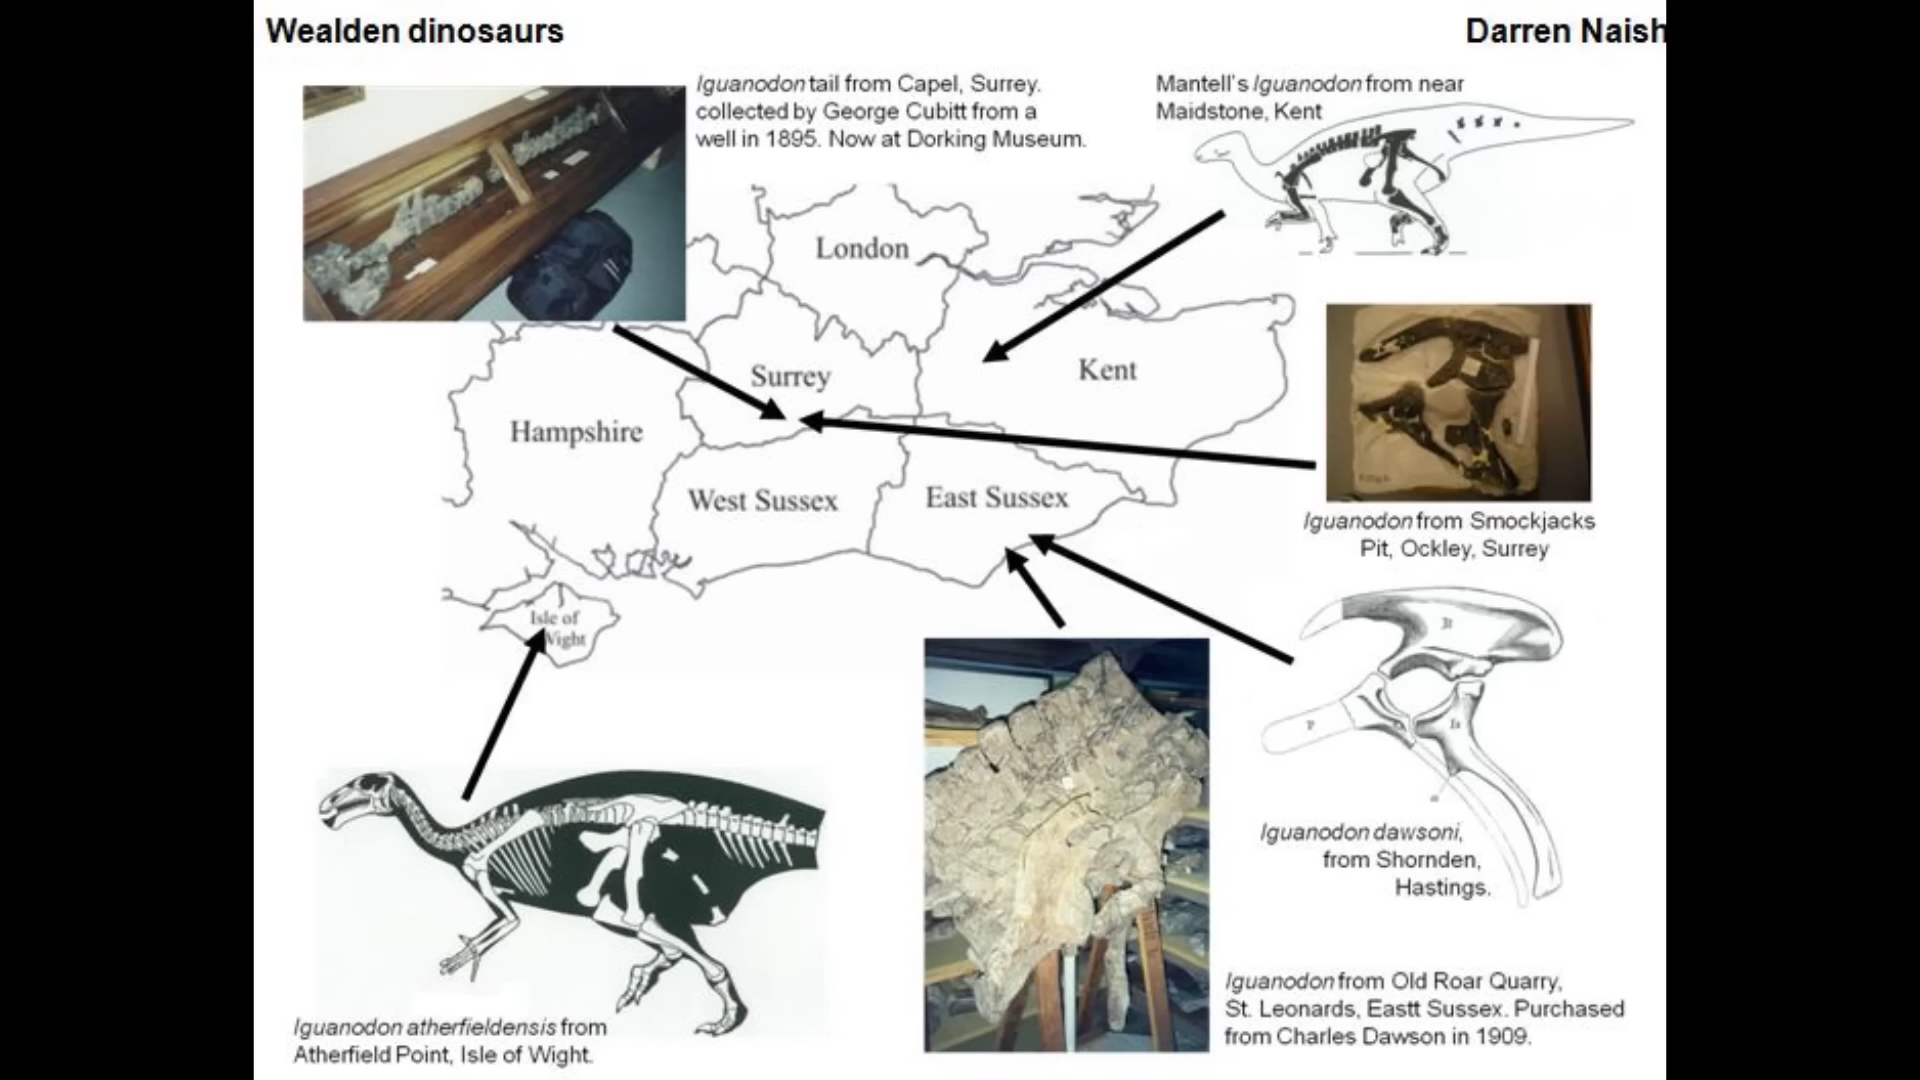 Wealden dinosaurs
Darren Naish
Iguanodon tail from Capel, Surrey.
collected by George Cubitt from a
well in 1895. Now at Dorking Museum.
Mantell's Iguanodon from near
Maidstone, Kent
London
Surrey
Kent
Hampshire
West Sussex
East Sussex
Isle of
Wight
Iguanodon from Smockjacks
Pit, Ockley, Surrey
Iguanodon dawsoni,
from Shornden,
Hastings.
Iguanodon from Old Roar Quarry,
St. Leonards, Eastt Sussex. Purchased
from Charles Dawson in 1909.
Iguanodon atherfieldensis from
Atherfield Point, Isle of Wight.